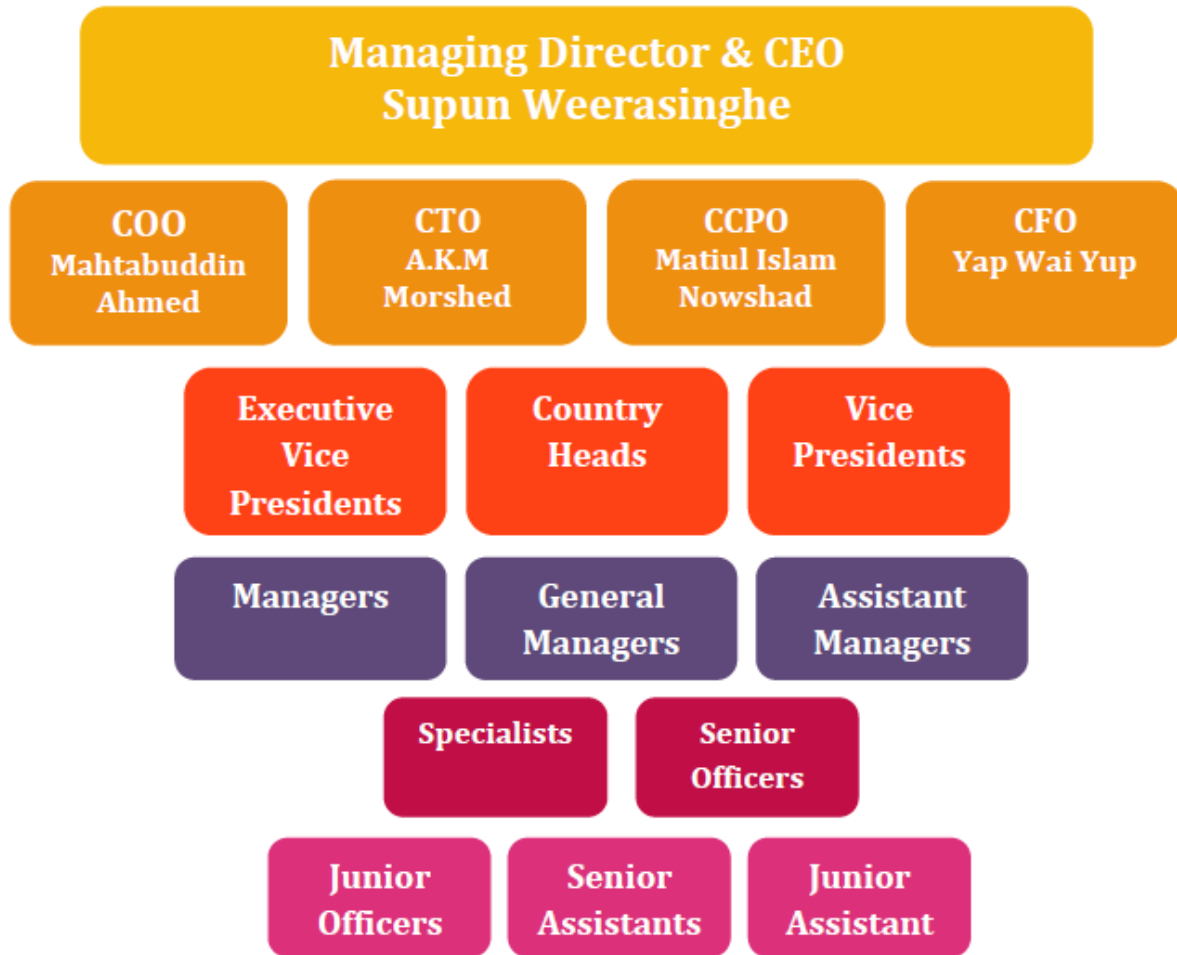 Managing Director & CEO
Supun Weerasinghe
COO
Mahtabuddin
Ahmed
CTO
A.K.M
Morshed
CCPO
Matiul Islam
Nowshad
CFO
Yap Wai Yup
Executive
Vice
Presidents
Country
Heads
Vice
Presidents
Managers
General
Managers
Assistant
Managers
Specialists
Senior
Officers
Junior
Officers
Senior
Assistants
Junior
Assistant